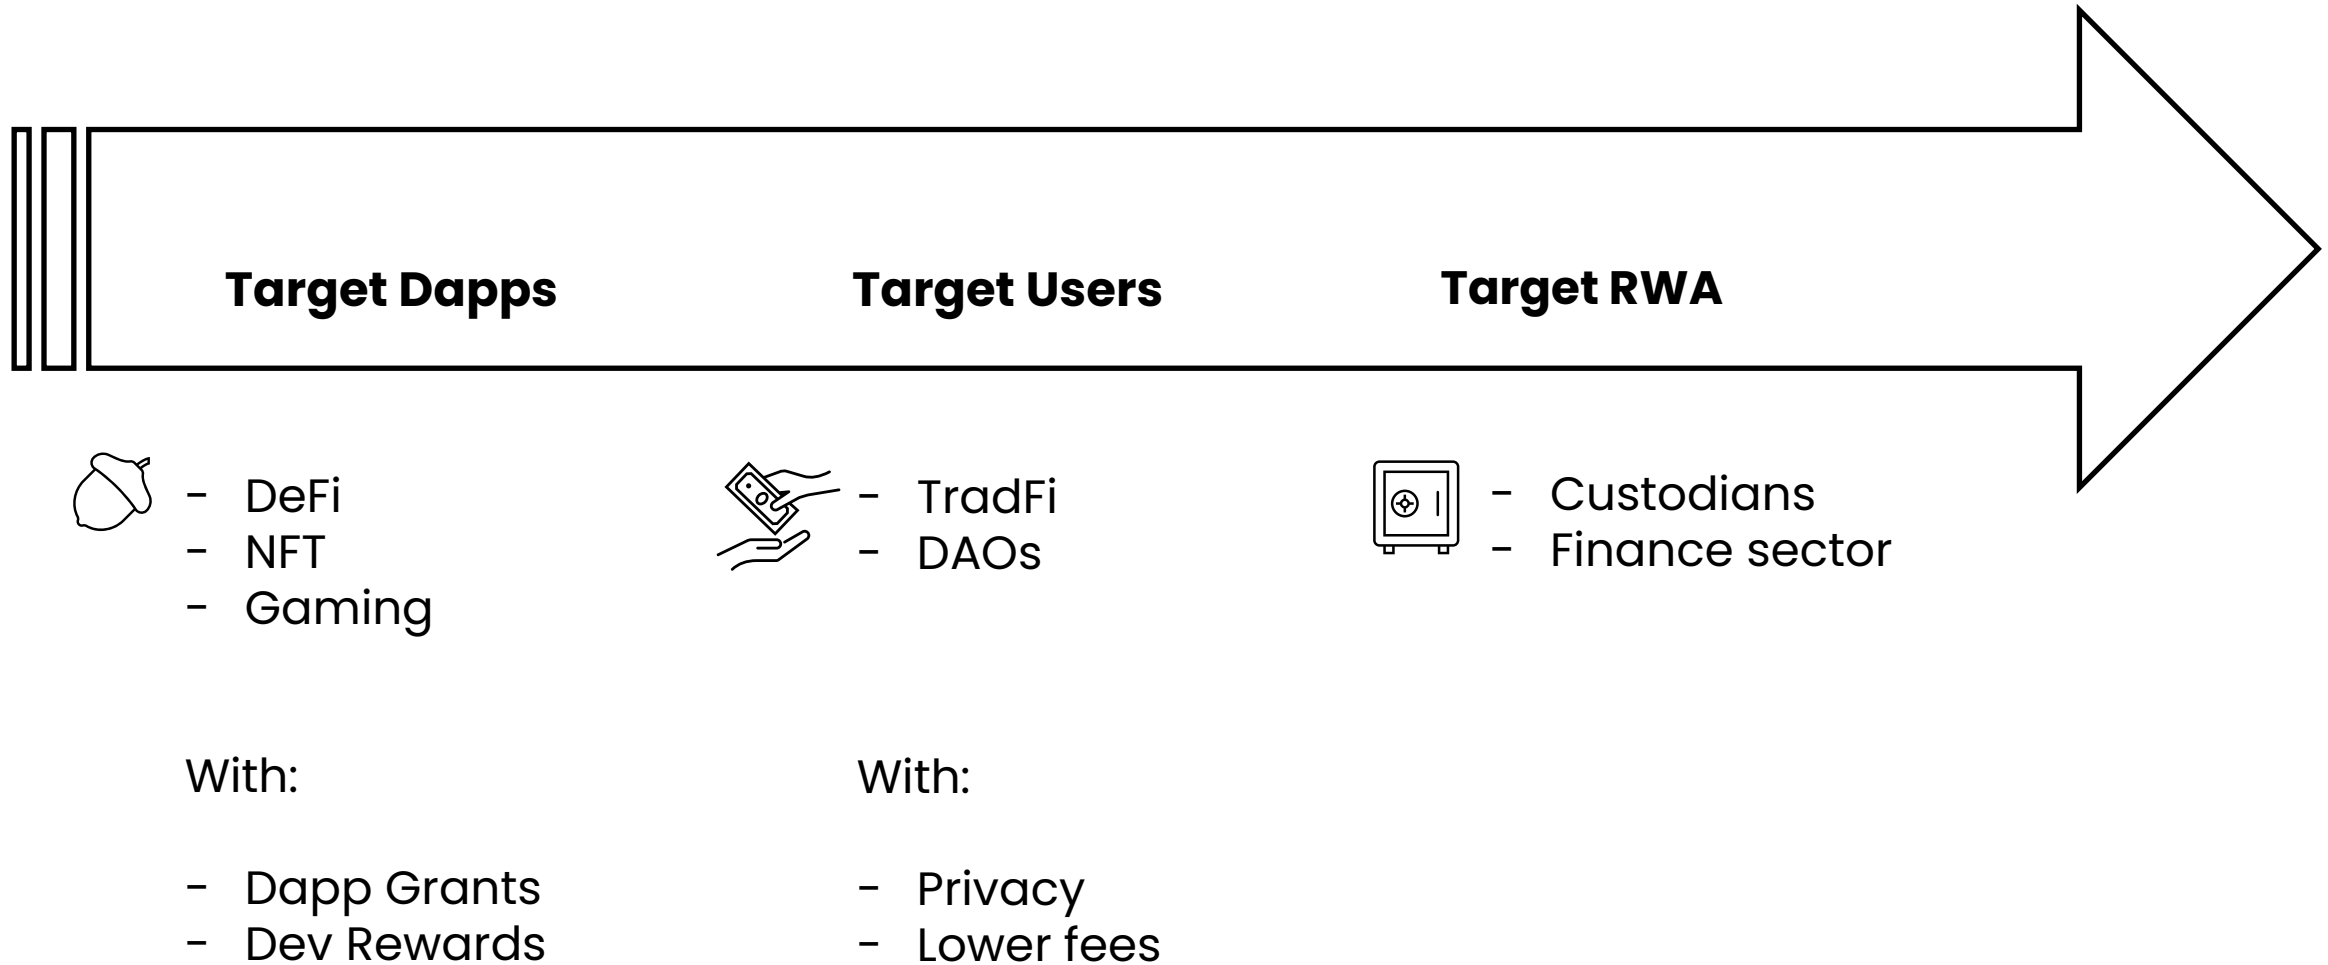 Target Dapps
Target Users
Target RWA
- DeFi
- NFT
- Gaming
With:
- Dapp Grants
- Dev Rewards
- TradFi
- DAOs
With:
- Privacy
- Lower fees
- Custodians
- Finance sector